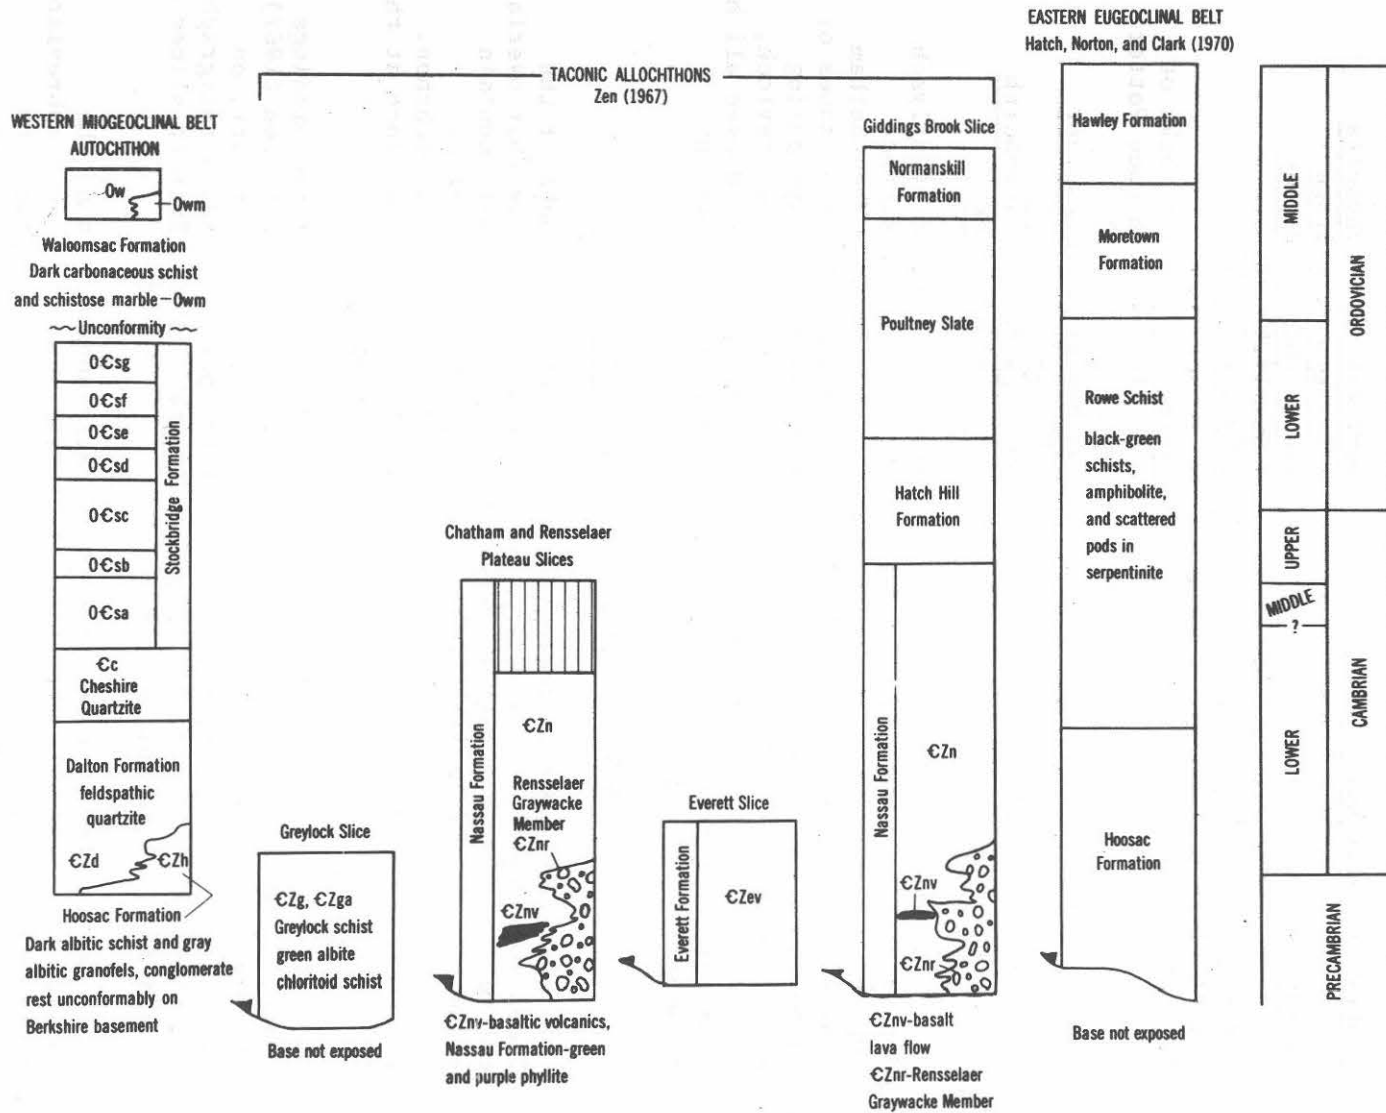 EASTERN EUGEOCLINAL BELT
Hatch, Norton, and Clark (1970)
TACONIC ALLOCHTHONS
Zen (1967)
WESTERN MIOGEOCLINAL BELT
AUTOCHTHON
Ow
Owm
Waloomsac Formation
Dark carbonaceous schist
and schistose marble—Owm
Unconformity
O€sg
O€sf
O€se
O€sd
O€sc
O€sb
O€sa
Stockbridge Formation
€c
Cheshire
Quartzite
Dalton Formation
feldspathic
quartzite
€Zd
€Zh
Hoosac Formation
Dark albitic schist and gray
albitic granofels, conglomerate
rest unconformably on
Berkshire basement
Greylock Slice
€Zg, €Zga
Greylock schist
green albite
chloritoid schist
Base not exposed
Chatham and Rensselaer
Plateau Slices
Nassau Formation
€Zn
Rensselaer
Graywacke
Member
€Znr
€Znv
€Znv-basaltic volcanics,
Nassau Formation-green
and purple phyllite
Everett Slice
Everett Formation
€Zev
Giddings Brook Slice
Normanskill
Formation
Poultney Slate
Hatch Hill
Formation
Nassau Formation
€Zn
€Znv
€Znr
€Znv-basalt
lava flow
€Znr-Rensselaer
Graywacke Member
Hawley Formation
Moretown
Formation
Rowe Schist
black-green
schists,
amphibolite,
and scattered
pods in
serpentinite
Hoosac
Formation
Base not exposed
MIDDLE
LOWER
ORDOVICIAN
UPPER
MIDDLE
?
LOWER
CAMBRIAN
PRECAMBRIAN